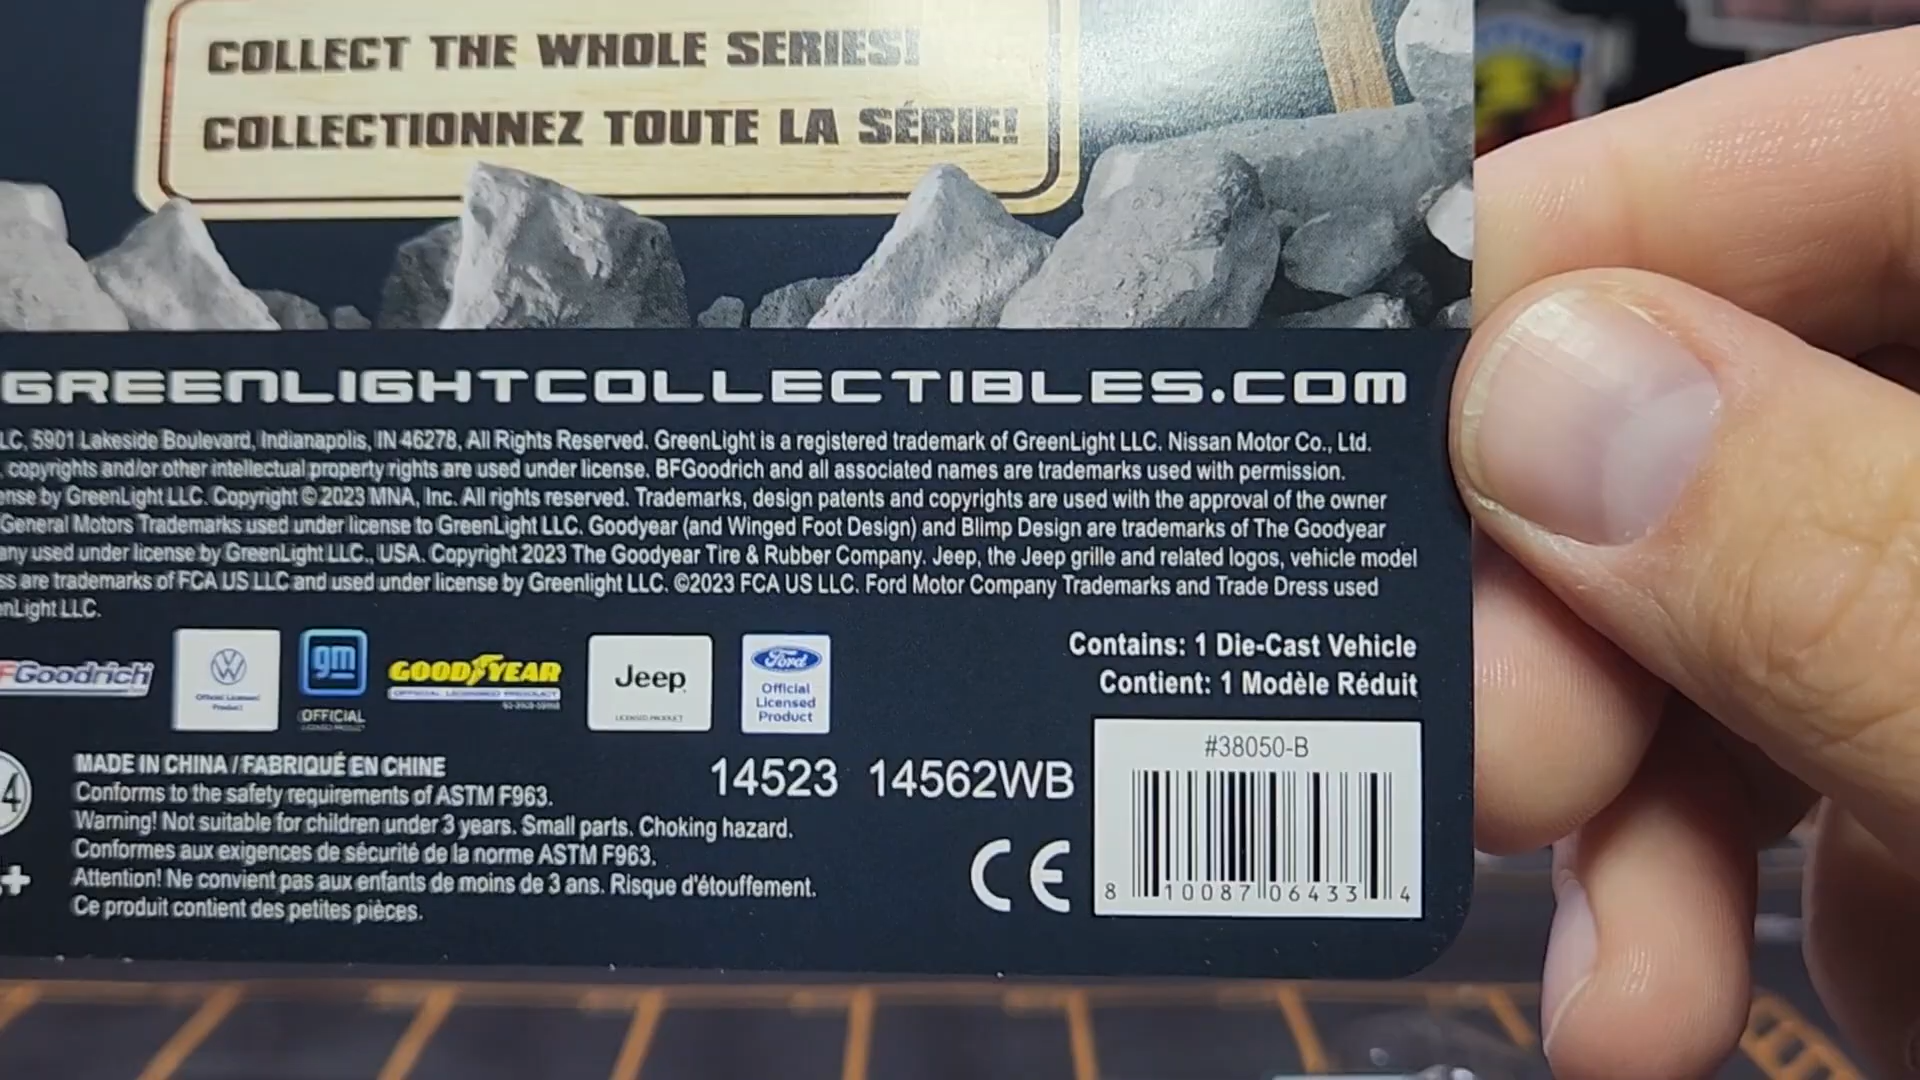 COLLECT THE WHOLE SERIES!
COLLECTIONNEZ TOUTE LA SÉRIE!
GREENLIGHTCOLLECTIBLES.COM
LC, 5901 Lakeside Boulevard, Indianapolis, IN 46278, All Rights Reserved. GreenLight is a registered trademark of GreenLight LLC. Nissan Motor Co., Ltd.
copyrights and/or other intellectual property rights are used under license. BFGoodrich and all associated names are trademarks used with permission.
ense by GreenLight LLC. Copyright © 2023 MNA, Inc. All rights reserved. Trademarks, design patents and copyrights are used with the approval of the owner
General Motors Trademarks used under license to GreenLight LLC. Goodyear (and Winged Foot Design) and Blimp Design are trademarks of The Goodyear
any used under license by GreenLight LLC., USA. Copyright 2023 The Goodyear Tire & Rubber Company. Jeep, the Jeep grille and related logos, vehicle model
ss are trademarks of FCA US LLC and used under license by Greenlight LLC. ©2023 FCA US LLC. Ford Motor Company Trademarks and Trade Dress used
enLight LLC.
Contains: 1 Die-Cast Vehicle
Contient: 1 Modèle Réduit
FGoodrich
Official Licensed
Product
gm
OFFICIAL
LICENSED PRODUCT
GOODYEAR
OFFICIAL LICENSED PRODUCT
Jeep
LICENSED PRODUCT
Ford
Official
Licensed
Product
#38050-B
8 10087 06433 4
14523 14562WB
CE
4
+
MADE IN CHINA / FABRIQUÉ EN CHINE
Conforms to the safety requirements of ASTM F963.
Warning! Not suitable for children under 3 years. Small parts. Choking hazard.
Conformes aux exigences de sécurité de la norme ASTM F963.
Attention! Ne convient pas aux enfants de moins de 3 ans. Risque d'étouffement.
Ce produit contient des petites pièces.